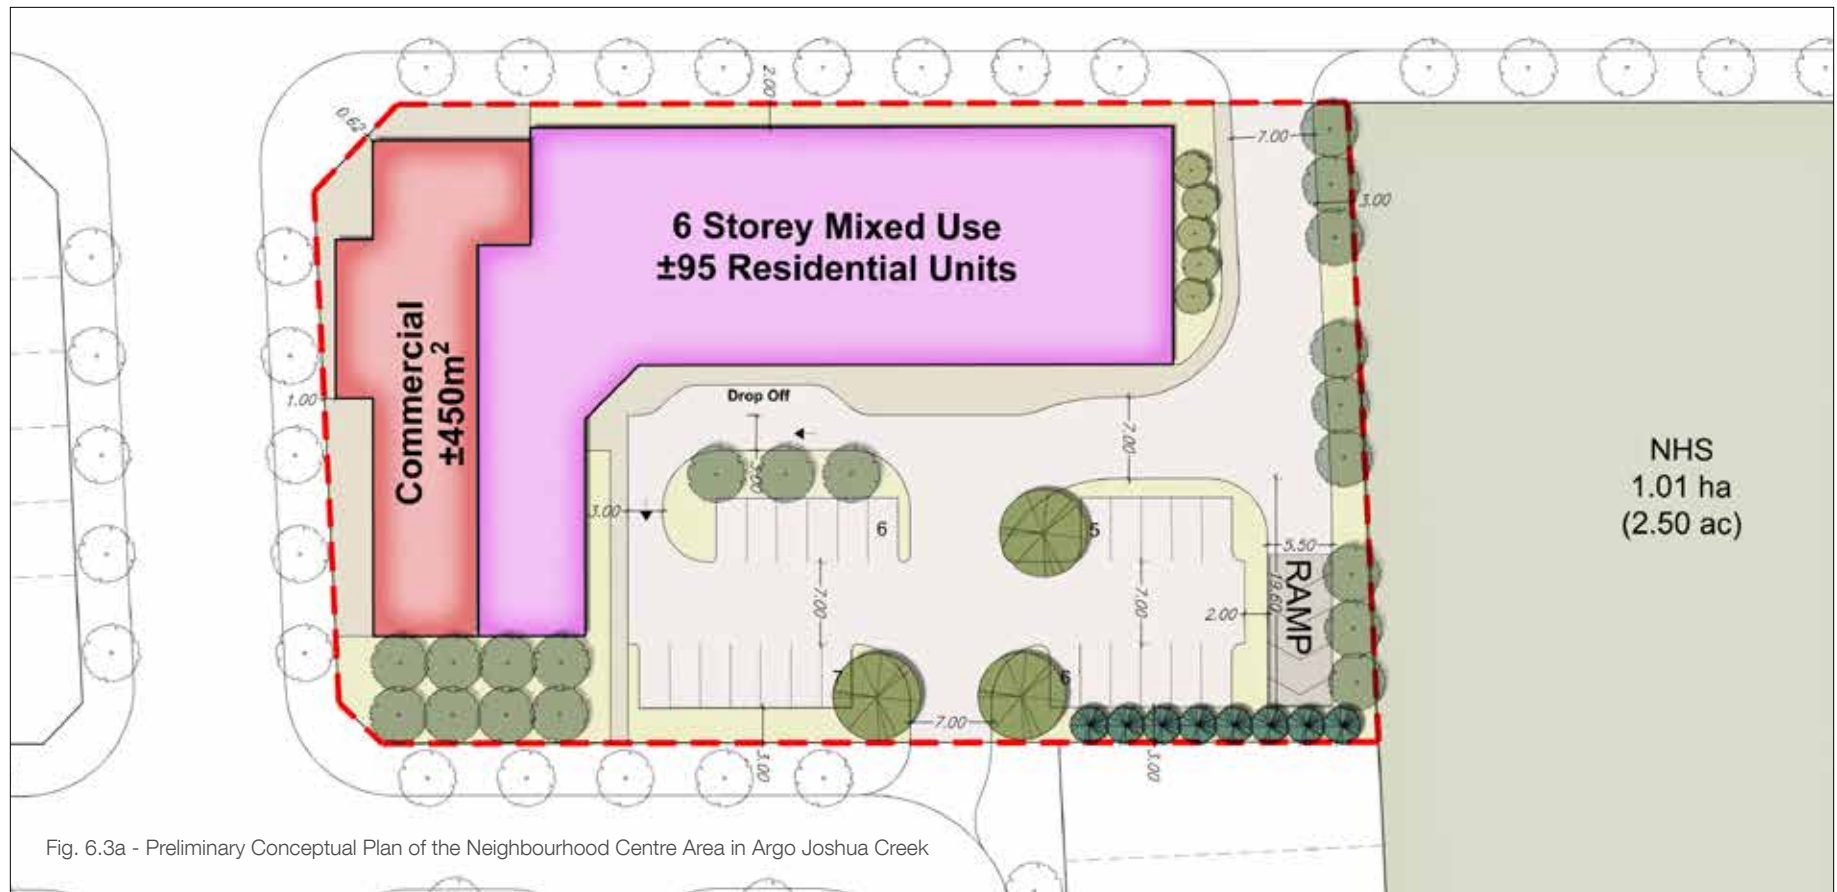 2.00
0.62
7.00
3.00
6 Storey Mixed Use
±95 Residential Units
Commercial
±450m²
1.00
Drop Off
7.00
3.00
6
5
NHS
1.01 ha
(2.50 ac)
5.50
RAMP
7.00
7.00
2.00
7
6
7.00
3.00
3.00
Fig. 6.3a - Preliminary Conceptual Plan of the Neighbourhood Centre Area in Argo Joshua Creek